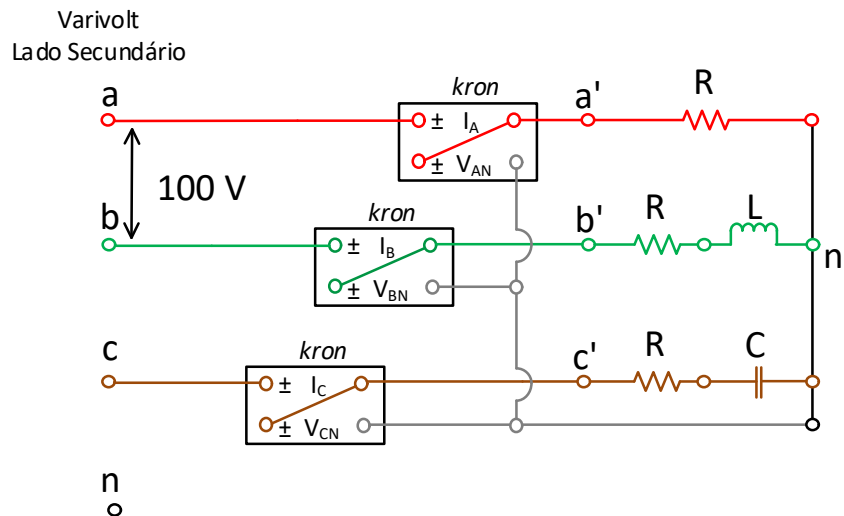 Varivolt
Lado Secundário
a
kron
± I_A
± V_AN
a'
R
100 V
b
kron
± I_B
± V_BN
b'
R
L
n
c
kron
± I_C
± V_CN
c'
R
C
n